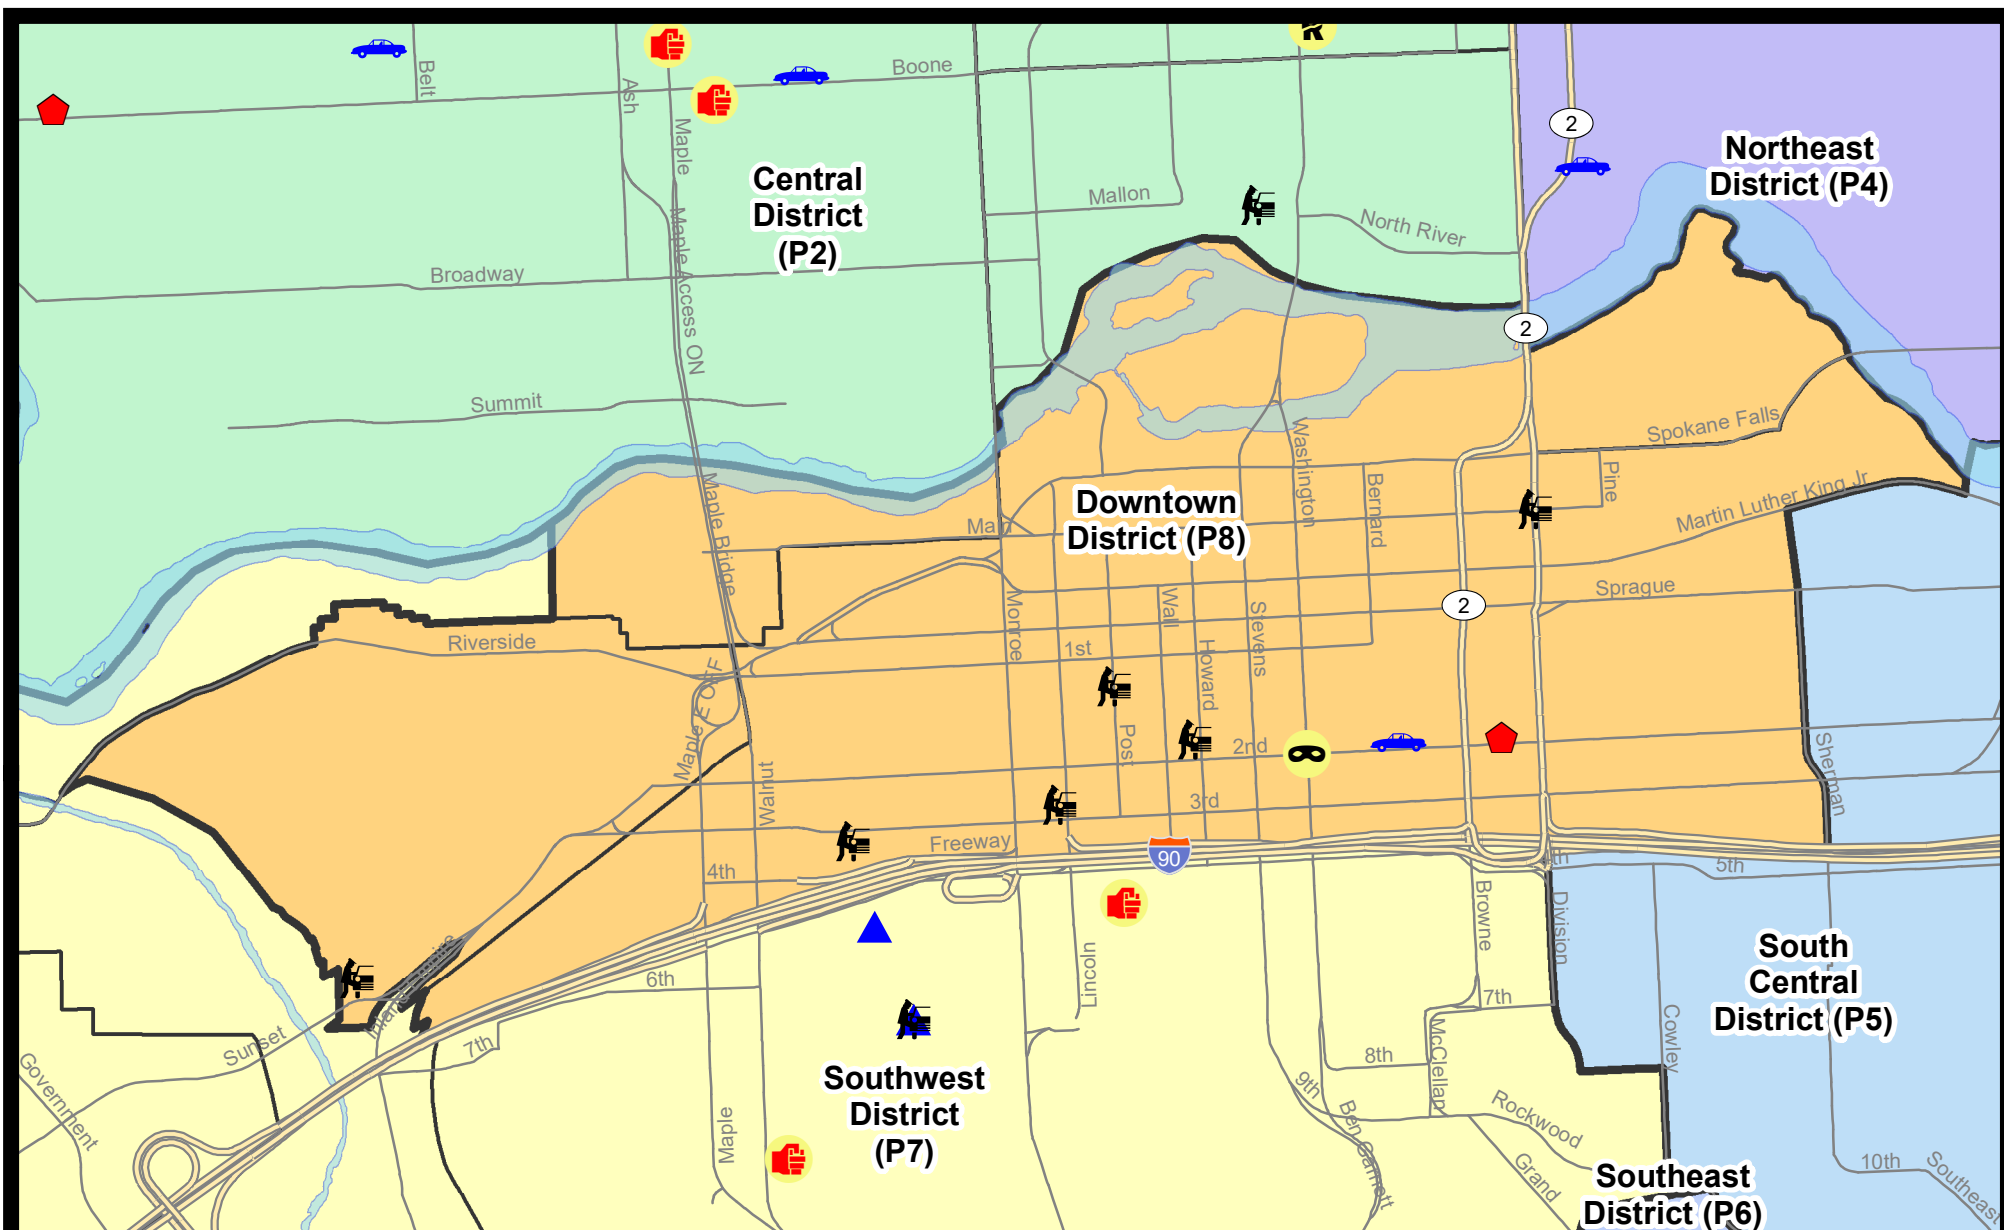 Belt
Ash
Maple
Boone
2
Northeast
District (P4)
Central
District
(P2)
Mallon
North River
Maple Access ON
Broadway
2
Summit
Spokane Falls
Washington
Bernard
Pine
Martin Luther King Jr
Downtown
District (P8)
Main
Maple Bridge
Sprague
2
Monroe
Wall
Stevens
Howard
Riverside
1st
Maple E OFF
Post
2nd
Sherman
Walnut
3rd
Freeway
90
4th
4th
5th
Browne
Division
Lincoln
6th
7th
South
Central
District (P5)
Sunset
7th
Government
McClellan
Cowley
8th
9th
Southwest
District
(P7)
Maple
Ben Garnett
Rockwood
Grand
10th
Southeast
Southeast
District (P6)